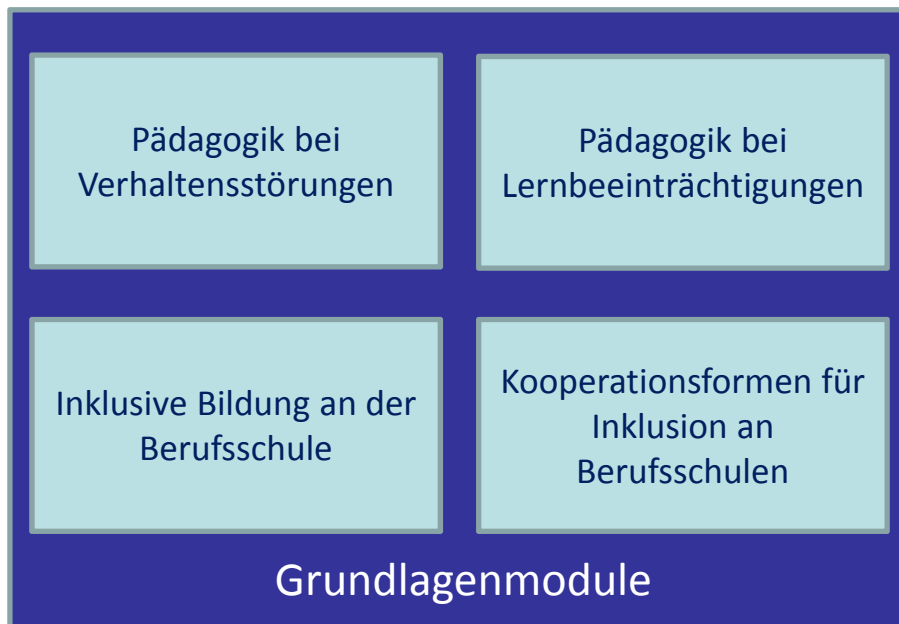 Pädagogik bei
Verhaltensstörungen
Pädagogik bei
Lernbeeinträchtigungen
Inklusive Bildung an der
Berufsschule
Kooperationsformen für
Inklusion an
Berufsschulen
Grundlagenmodule